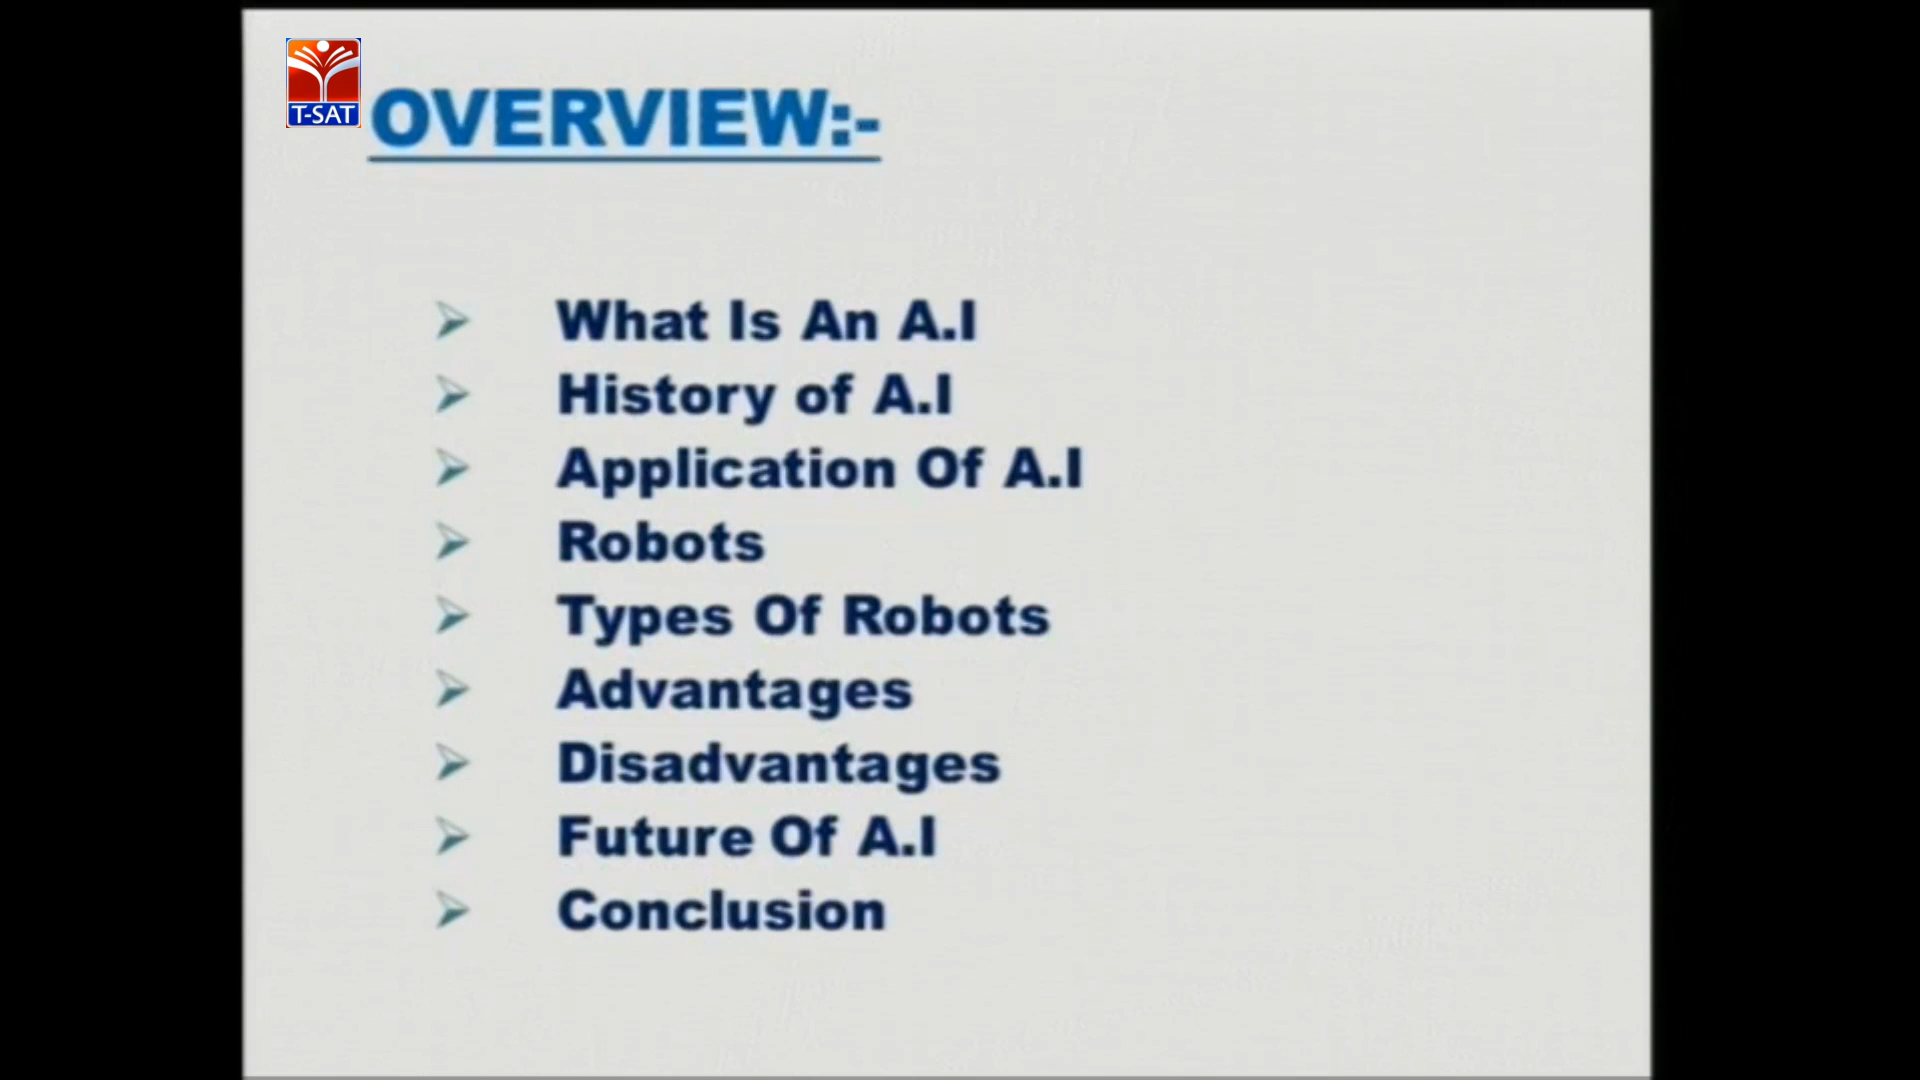 T-SAT
OVERVIEW:-
What Is An A.I
History of A.I
Application Of A.I
Robots
Types Of Robots
Advantages
Disadvantages
Future Of A.I
Conclusion